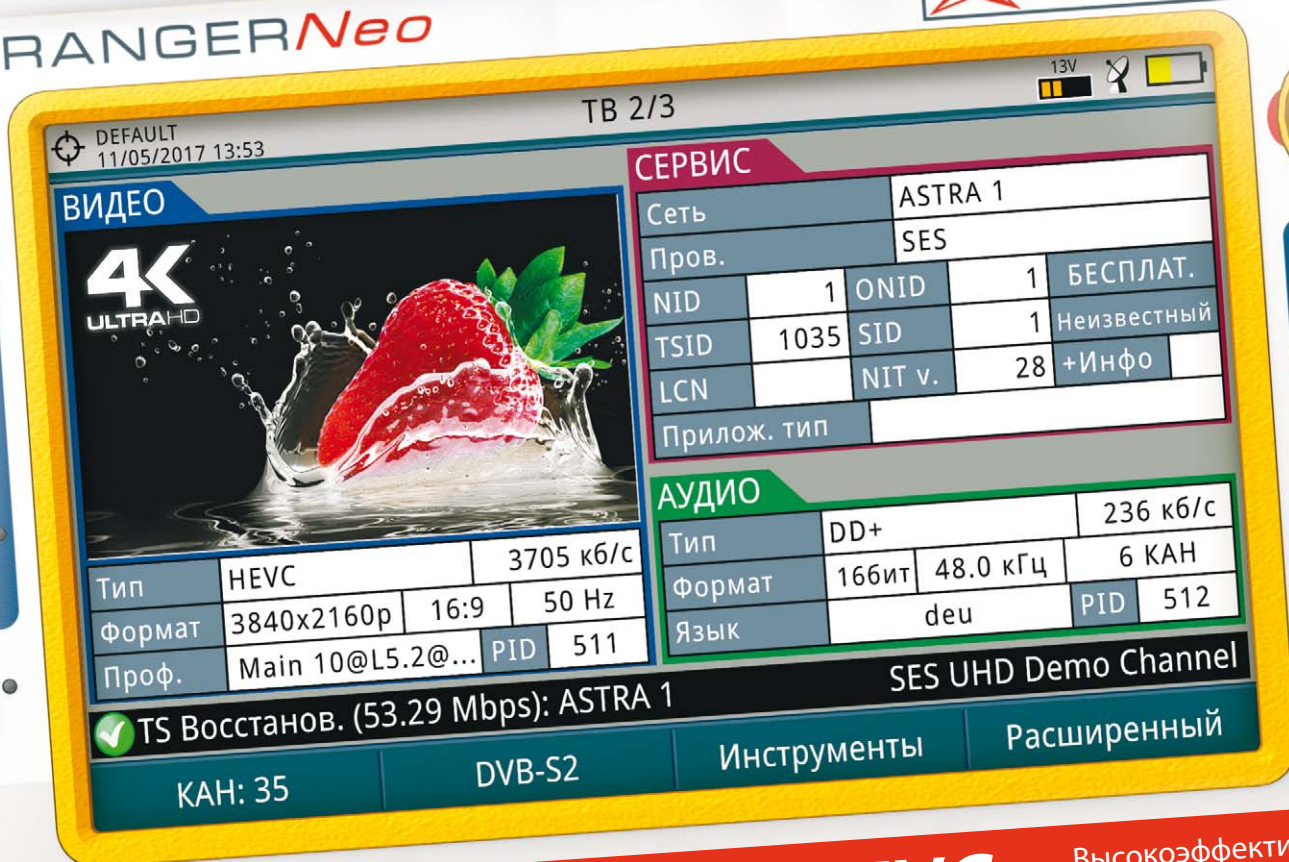 RANGERNeo
ТВ 2/3
13V
DEFAULT
11/05/2017 13:53
ВИДЕО
4K
ULTRAHD
Тип HEVC 3705 кб/с
Формат 3840x2160p 16:9 50 Hz
Проф. Main 10@L5.2@... PID 511
СЕРВИС
Сеть ASTRA 1
Пров. SES
NID 1 ONID 1 БЕСПЛАТ.
TSID 1035 SID 1 Неизвестный
LCN NIT v. 28 +Инфо
Прилож. тип
АУДИО
Тип DD+ 236 кб/с
Формат 16бит 48.0 кГц 6 КАН
Язык deu PID 512
TS Восстанов. (53.29 Mbps): ASTRA 1 SES UHD Demo Channel
КАН: 35 DVB-S2 Инструменты Расширенный